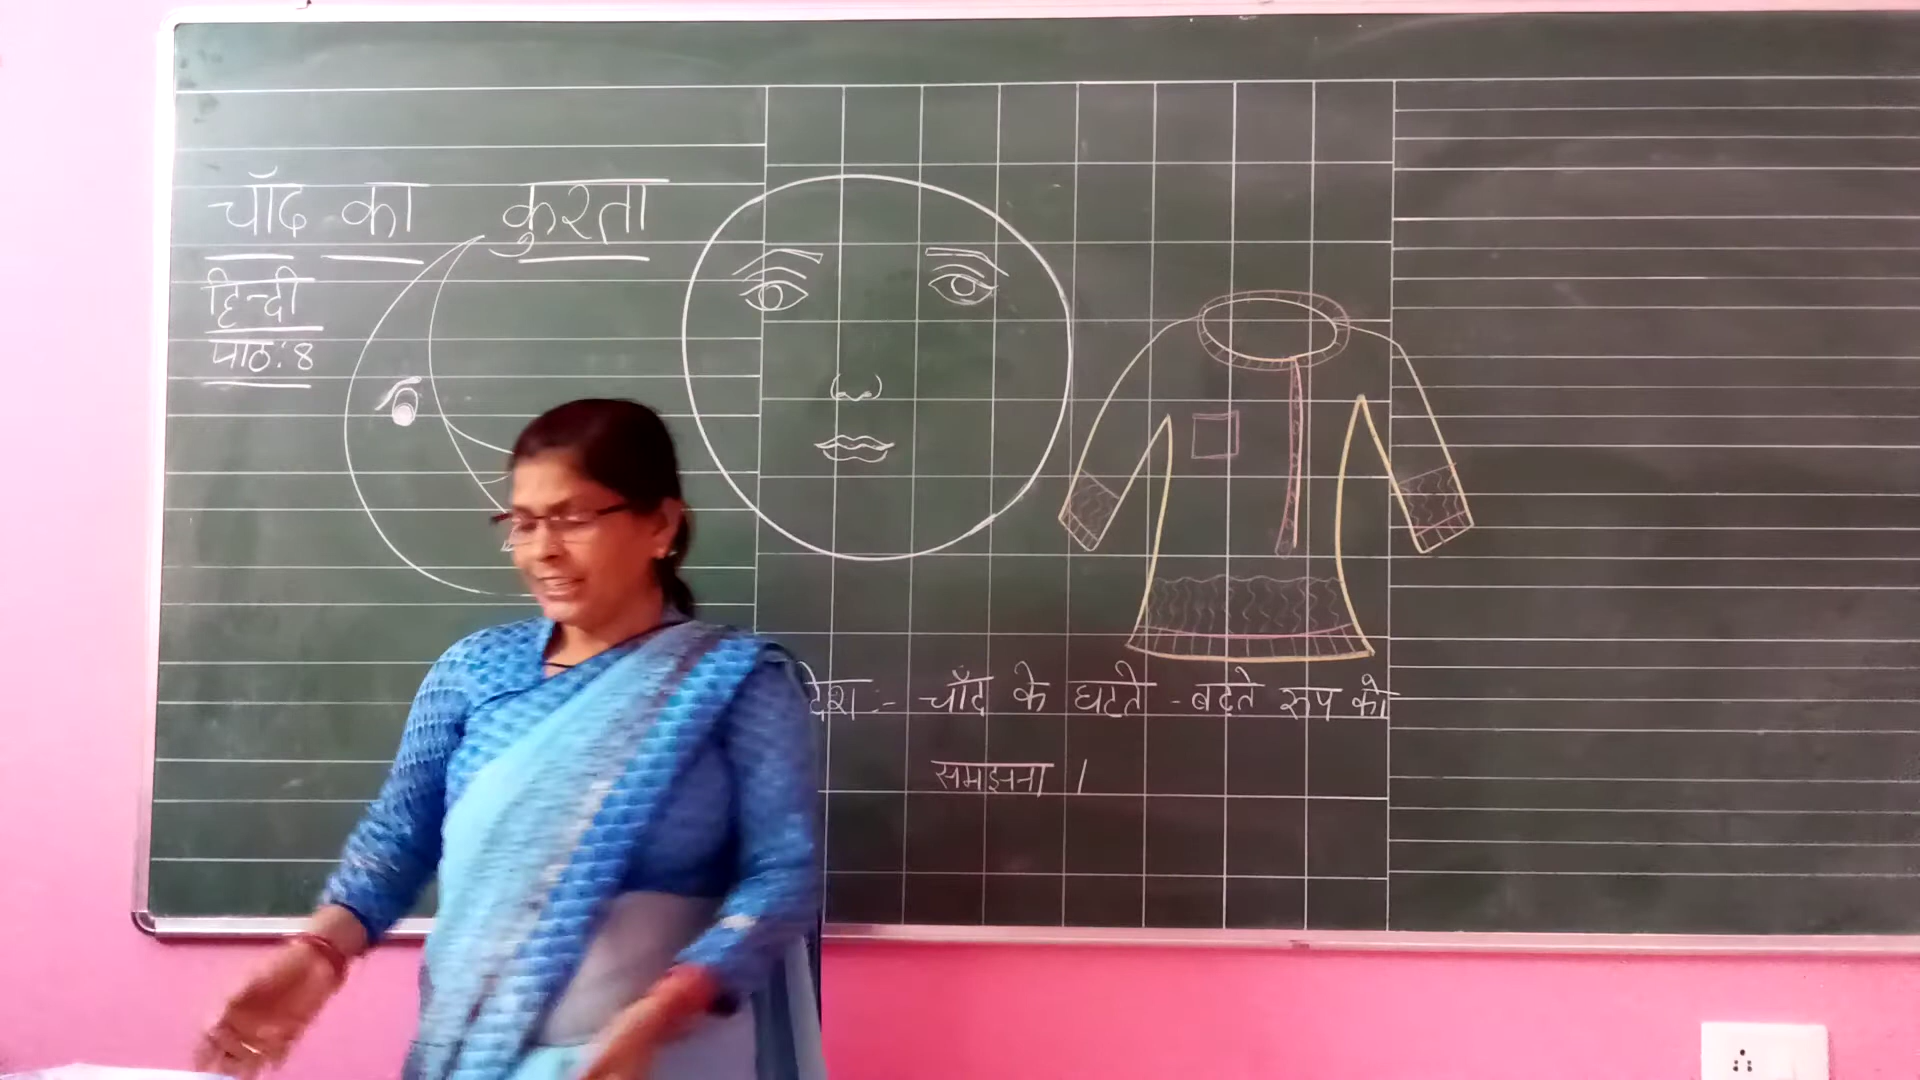 चाँद का कुरता
हिन्दी
पाठ: 8
चाँद के घटते - बढ़ते रूप को
समझना ।